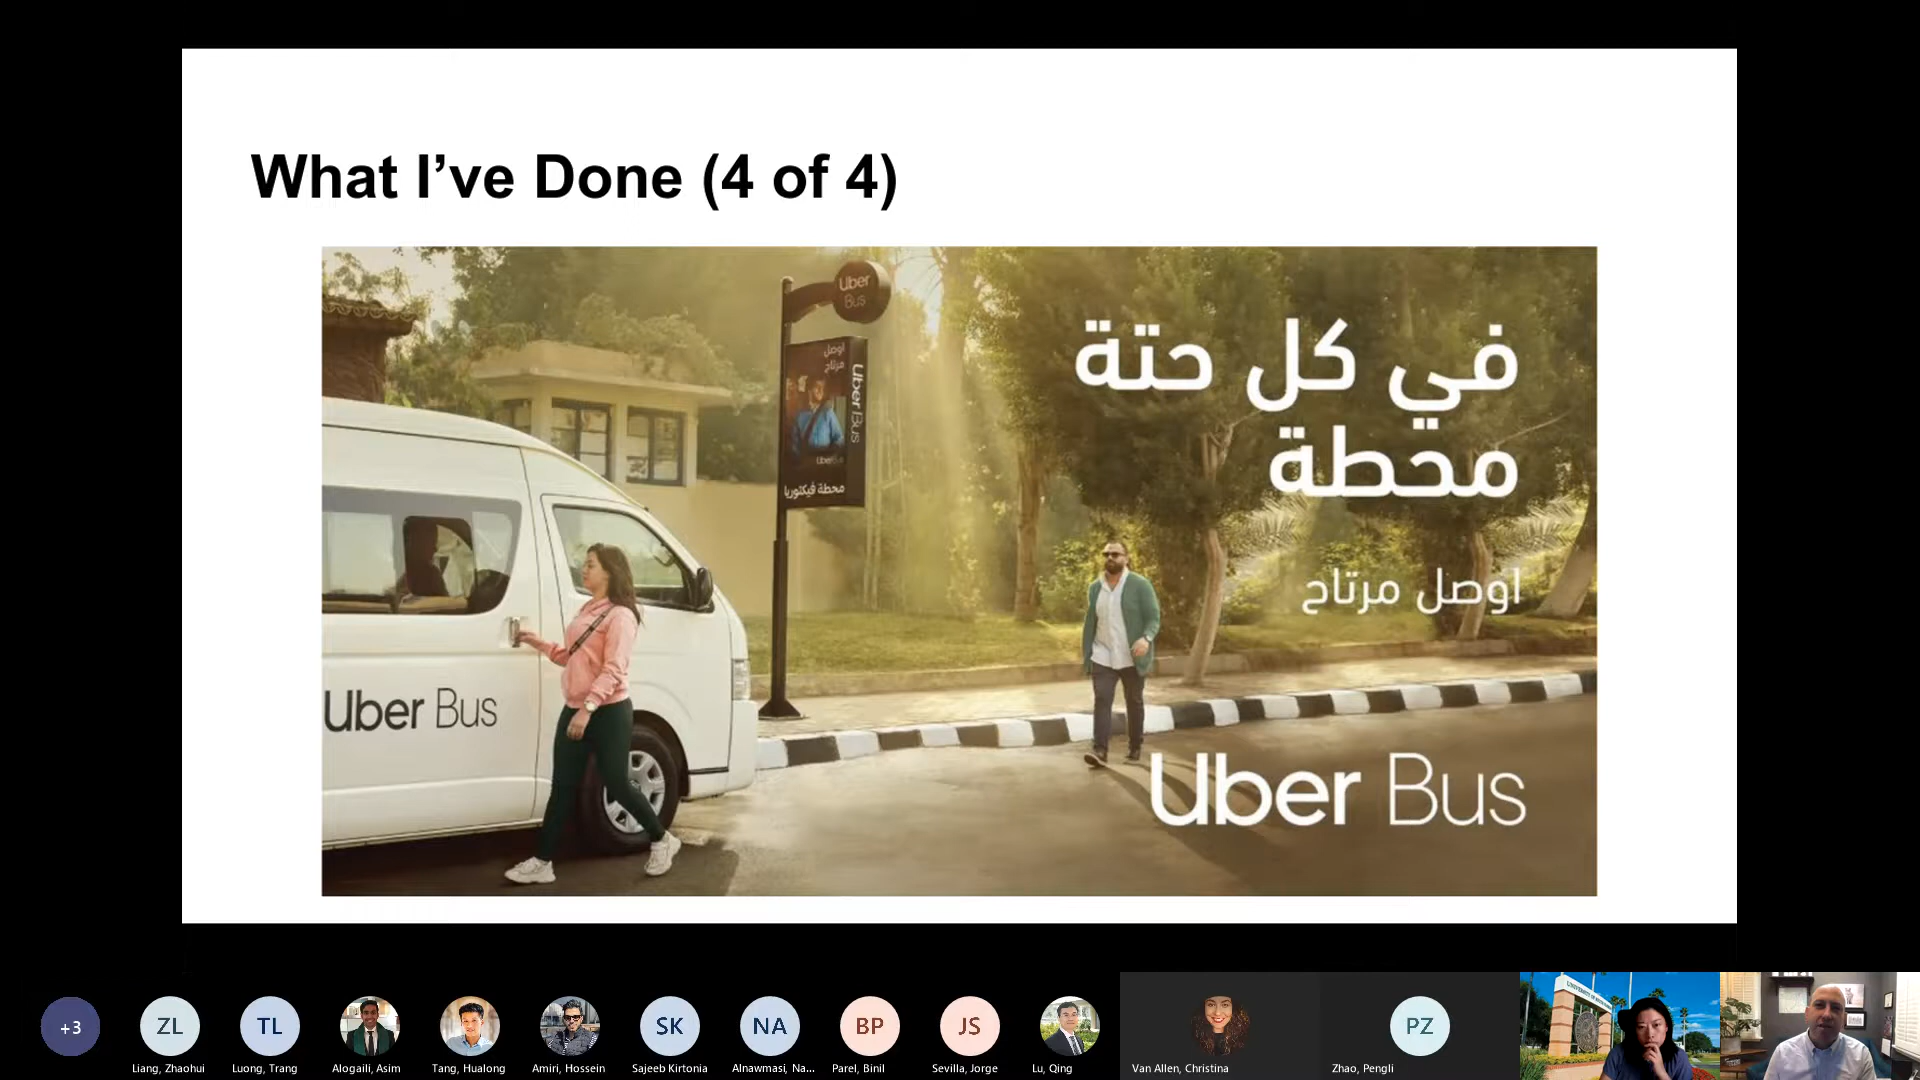 What I’ve Done (4 of 4)
Uber
Bus
اوصل
مرتاح
Uber Bus
محطة فيكتوريا
في كل حتة
محطة
اوصل مرتاح
Uber Bus
Uber Bus
+3
ZL
TL
SK
NA
BP
JS
PZ
Liang, Zhaohui
Luong, Trang
Alogaili, Asim
Tang, Hualong
Amiri, Hossein
Sajeeb Kirtonia
Alnawmasi, Na...
Parel, Binil
Sevilla, Jorge
Lu, Qing
Van Allen, Christina
Zhao, Pengli